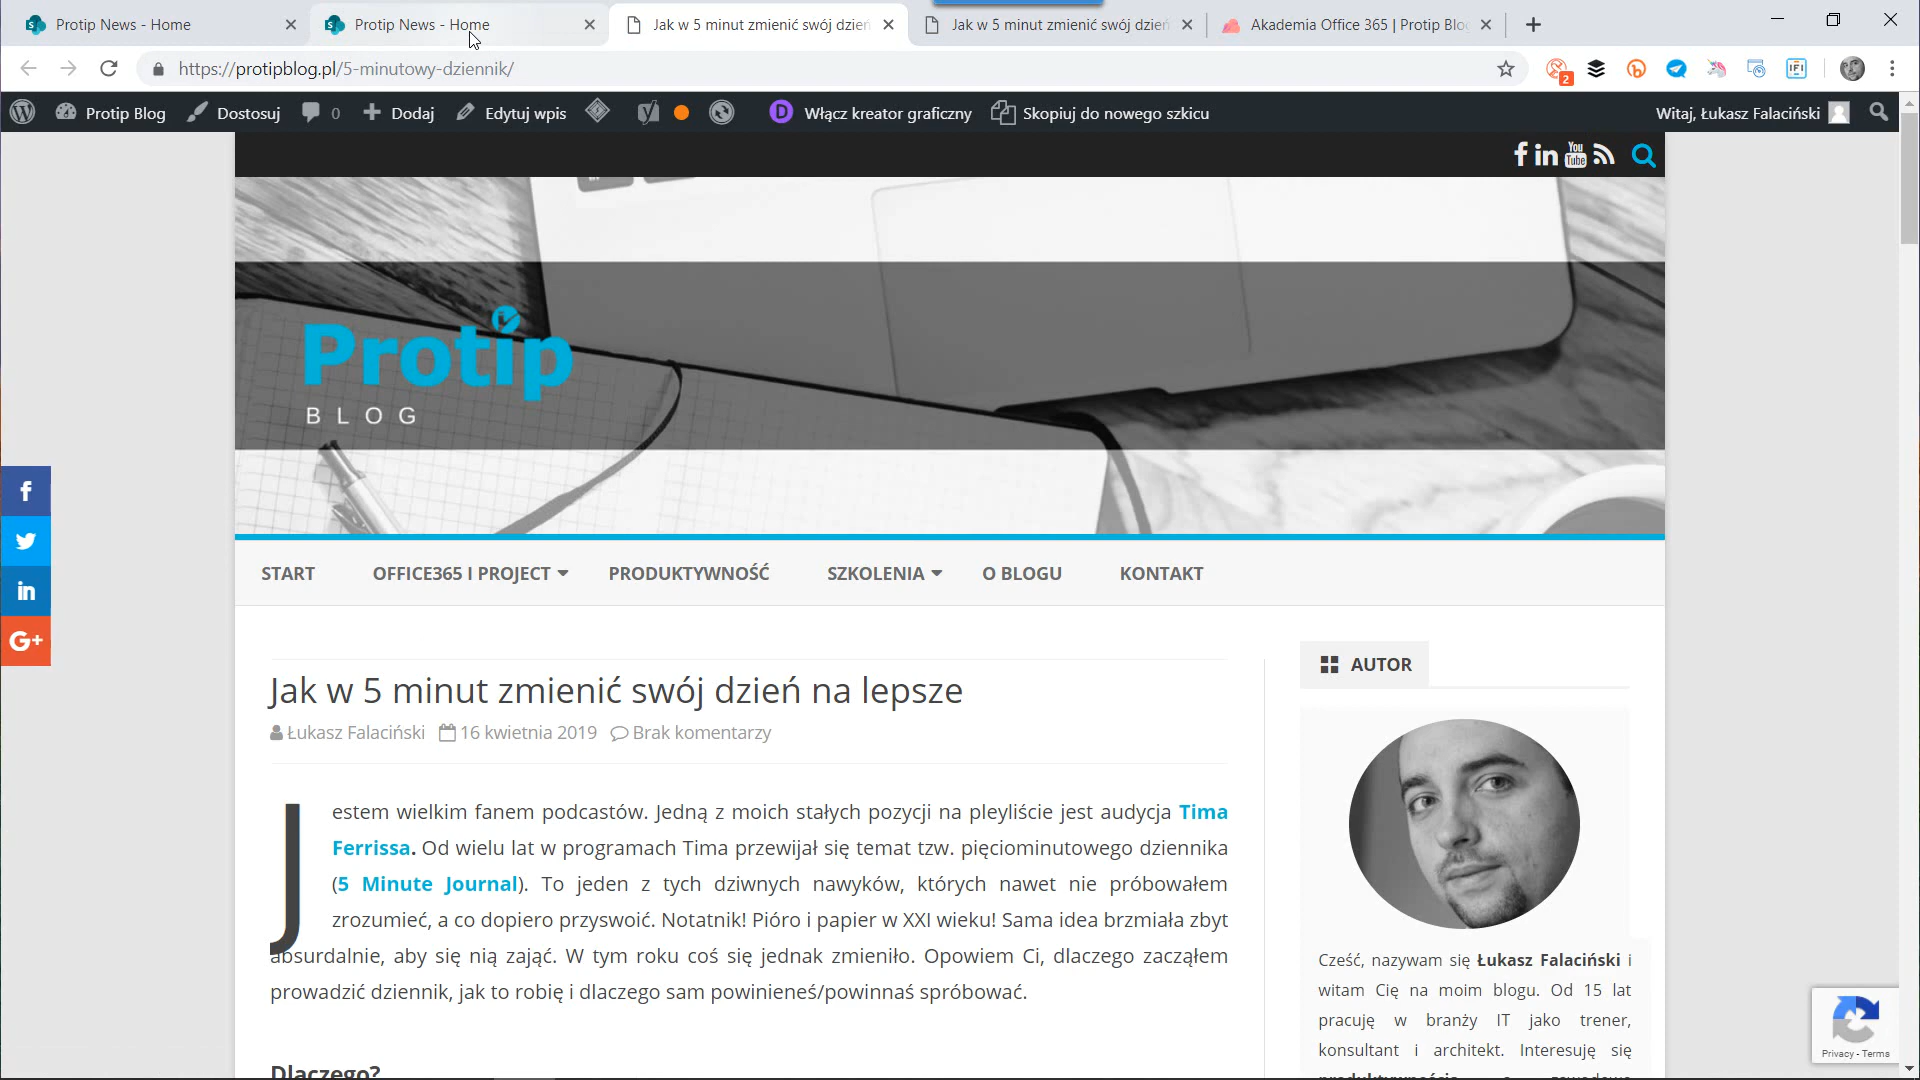 Protip News - Home
Protip News - Home
Jak w 5 minut zmienić swój dzień
Jak w 5 minut zmienić swój dzień
Akademia Office 365 | Protip Blo
https://protipblog.pl/5-minutowy-dziennik/
2
Protip Blog
Dostosuj
0
Dodaj
Edytuj wpis
D
Włącz kreator graficzny
Skopiuj do nowego szkicu
Witaj, Łukasz Falaciński
You
Tube
Protip
BLOG
START
OFFICE365 I PROJECT
PRODUKTYWNOŚĆ
SZKOLENIA
O BLOGU
KONTAKT
Jak w 5 minut zmienić swój dzień na lepsze
Łukasz Falaciński 16 kwietnia 2019 Brak komentarzy
Jestem wielkim fanem podcastów. Jedną z moich stałych pozycji na pleyliście jest audycja Tima
Ferrissa. Od wielu lat w programach Tima przewijał się temat tzw. pięciominutowego dziennika
(5 Minute Journal). To jeden z tych dziwnych nawyków, których nawet nie próbowałem
zrozumieć, a co dopiero przyswoić. Notatnik! Pióro i papier w XXI wieku! Sama idea brzmiała zbyt
absurdalnie, aby się nią zająć. W tym roku coś się jednak zmieniło. Opowiem Ci, dlaczego zacząłem
prowadzić dziennik, jak to robię i dlaczego sam powinieneś/powinnaś spróbować.
Dlaczego?
AUTOR
Cześć, nazywam się Łukasz Falaciński i
witam Cię na moim blogu. Od 15 lat
pracuję w branży IT jako trener,
konsultant i architekt. Interesuję się
Privacy - Terms